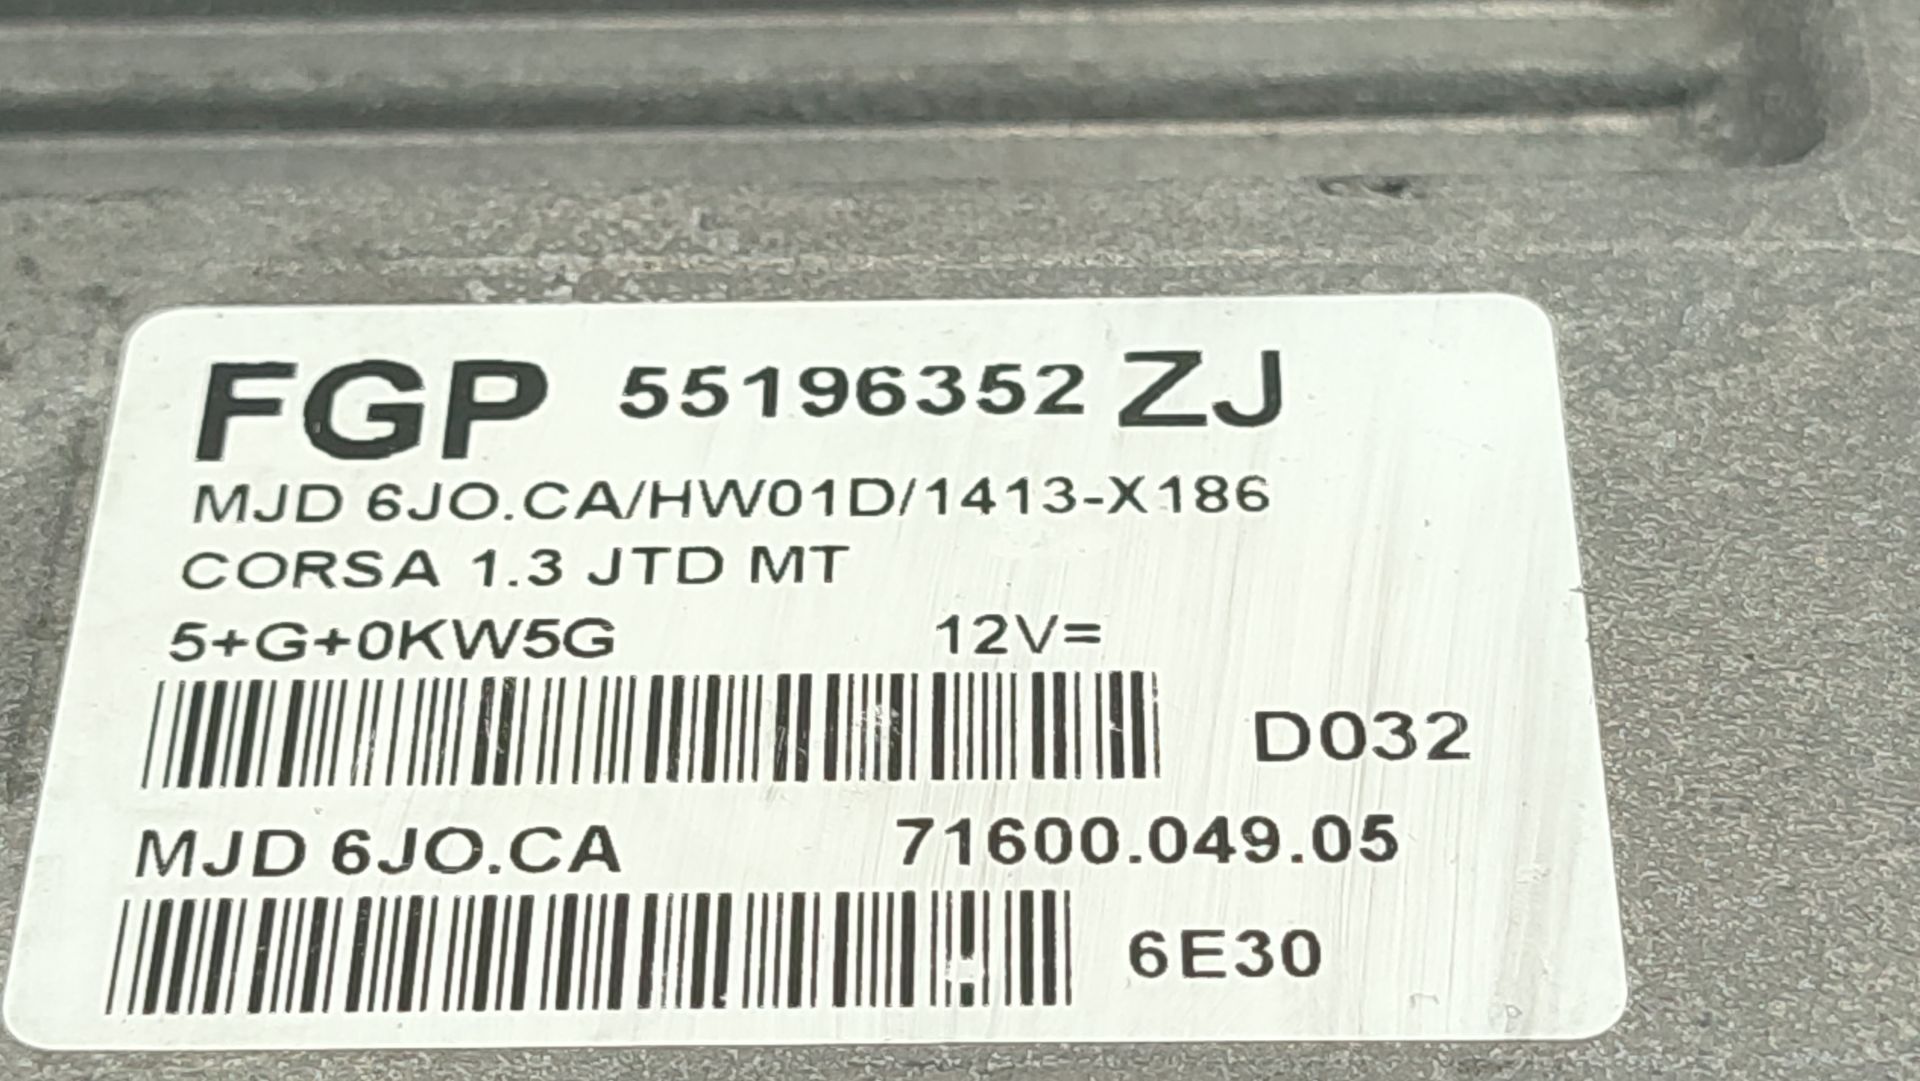 FGP 55196352 ZJ
MJD 6JO.CA/HW01D/1413-X186
CORSA 1.3 JTD MT
5+G+0KW5G 12V=
D032
MJD 6JO.CA 71600.049.05
6E30